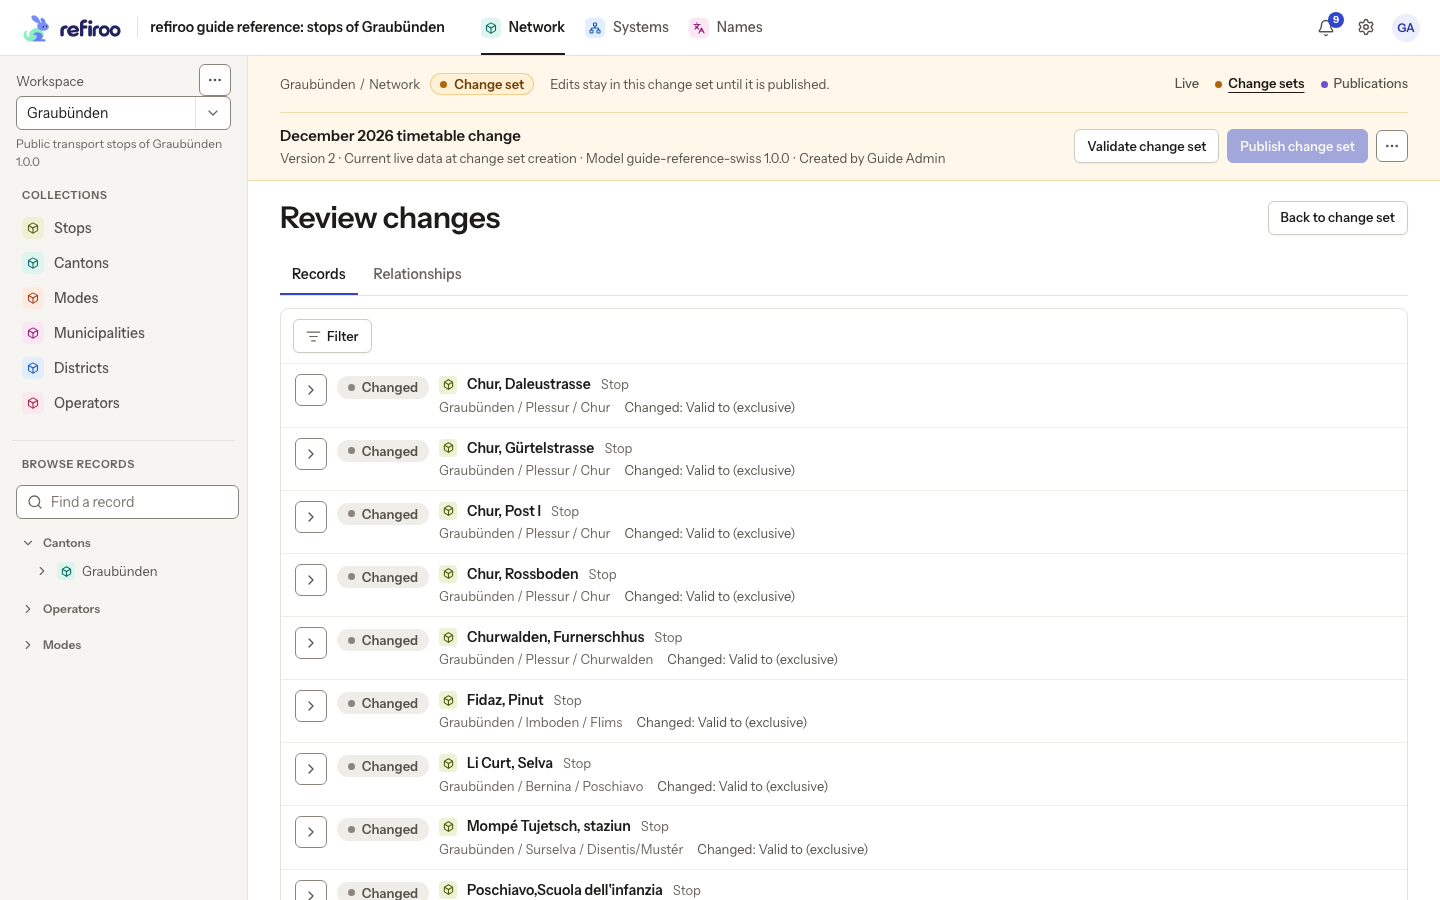 refiroo
refiroo guide reference: stops of Graubünden
Network
Systems
Names
9
GA
Workspace
...
Graubünden
Public transport stops of Graubünden
1.0.0
COLLECTIONS
Stops
Cantons
Modes
Municipalities
Districts
Operators
BROWSE RECORDS
Find a record
Cantons
Graubünden
Operators
Modes
Graubünden / Network
Change set
Edits stay in this change set until it is published.
Live
Change sets
Publications
December 2026 timetable change
Version 2 · Current live data at change set creation · Model guide-reference-swiss 1.0.0 · Created by Guide Admin
Validate change set
Publish change set
...
Review changes
Back to change set
Records
Relationships
Filter
Changed
Chur, Daleustrasse Stop
Graubünden / Plessur / Chur Changed: Valid to (exclusive)
Changed
Chur, Gürtelstrasse Stop
Graubünden / Plessur / Chur Changed: Valid to (exclusive)
Changed
Chur, Post I Stop
Graubünden / Plessur / Chur Changed: Valid to (exclusive)
Changed
Chur, Rossboden Stop
Graubünden / Plessur / Chur Changed: Valid to (exclusive)
Changed
Churwalden, Furnerschhus Stop
Graubünden / Plessur / Churwalden Changed: Valid to (exclusive)
Changed
Fidaz, Pinut Stop
Graubünden / Imboden / Flims Changed: Valid to (exclusive)
Changed
Li Curt, Selva Stop
Graubünden / Bernina / Poschiavo Changed: Valid to (exclusive)
Changed
Mompé Tujetsch, staziun Stop
Graubünden / Surselva / Disentis/Mustér Changed: Valid to (exclusive)
Changed
Poschiavo,Scuola dell'infanzia Stop